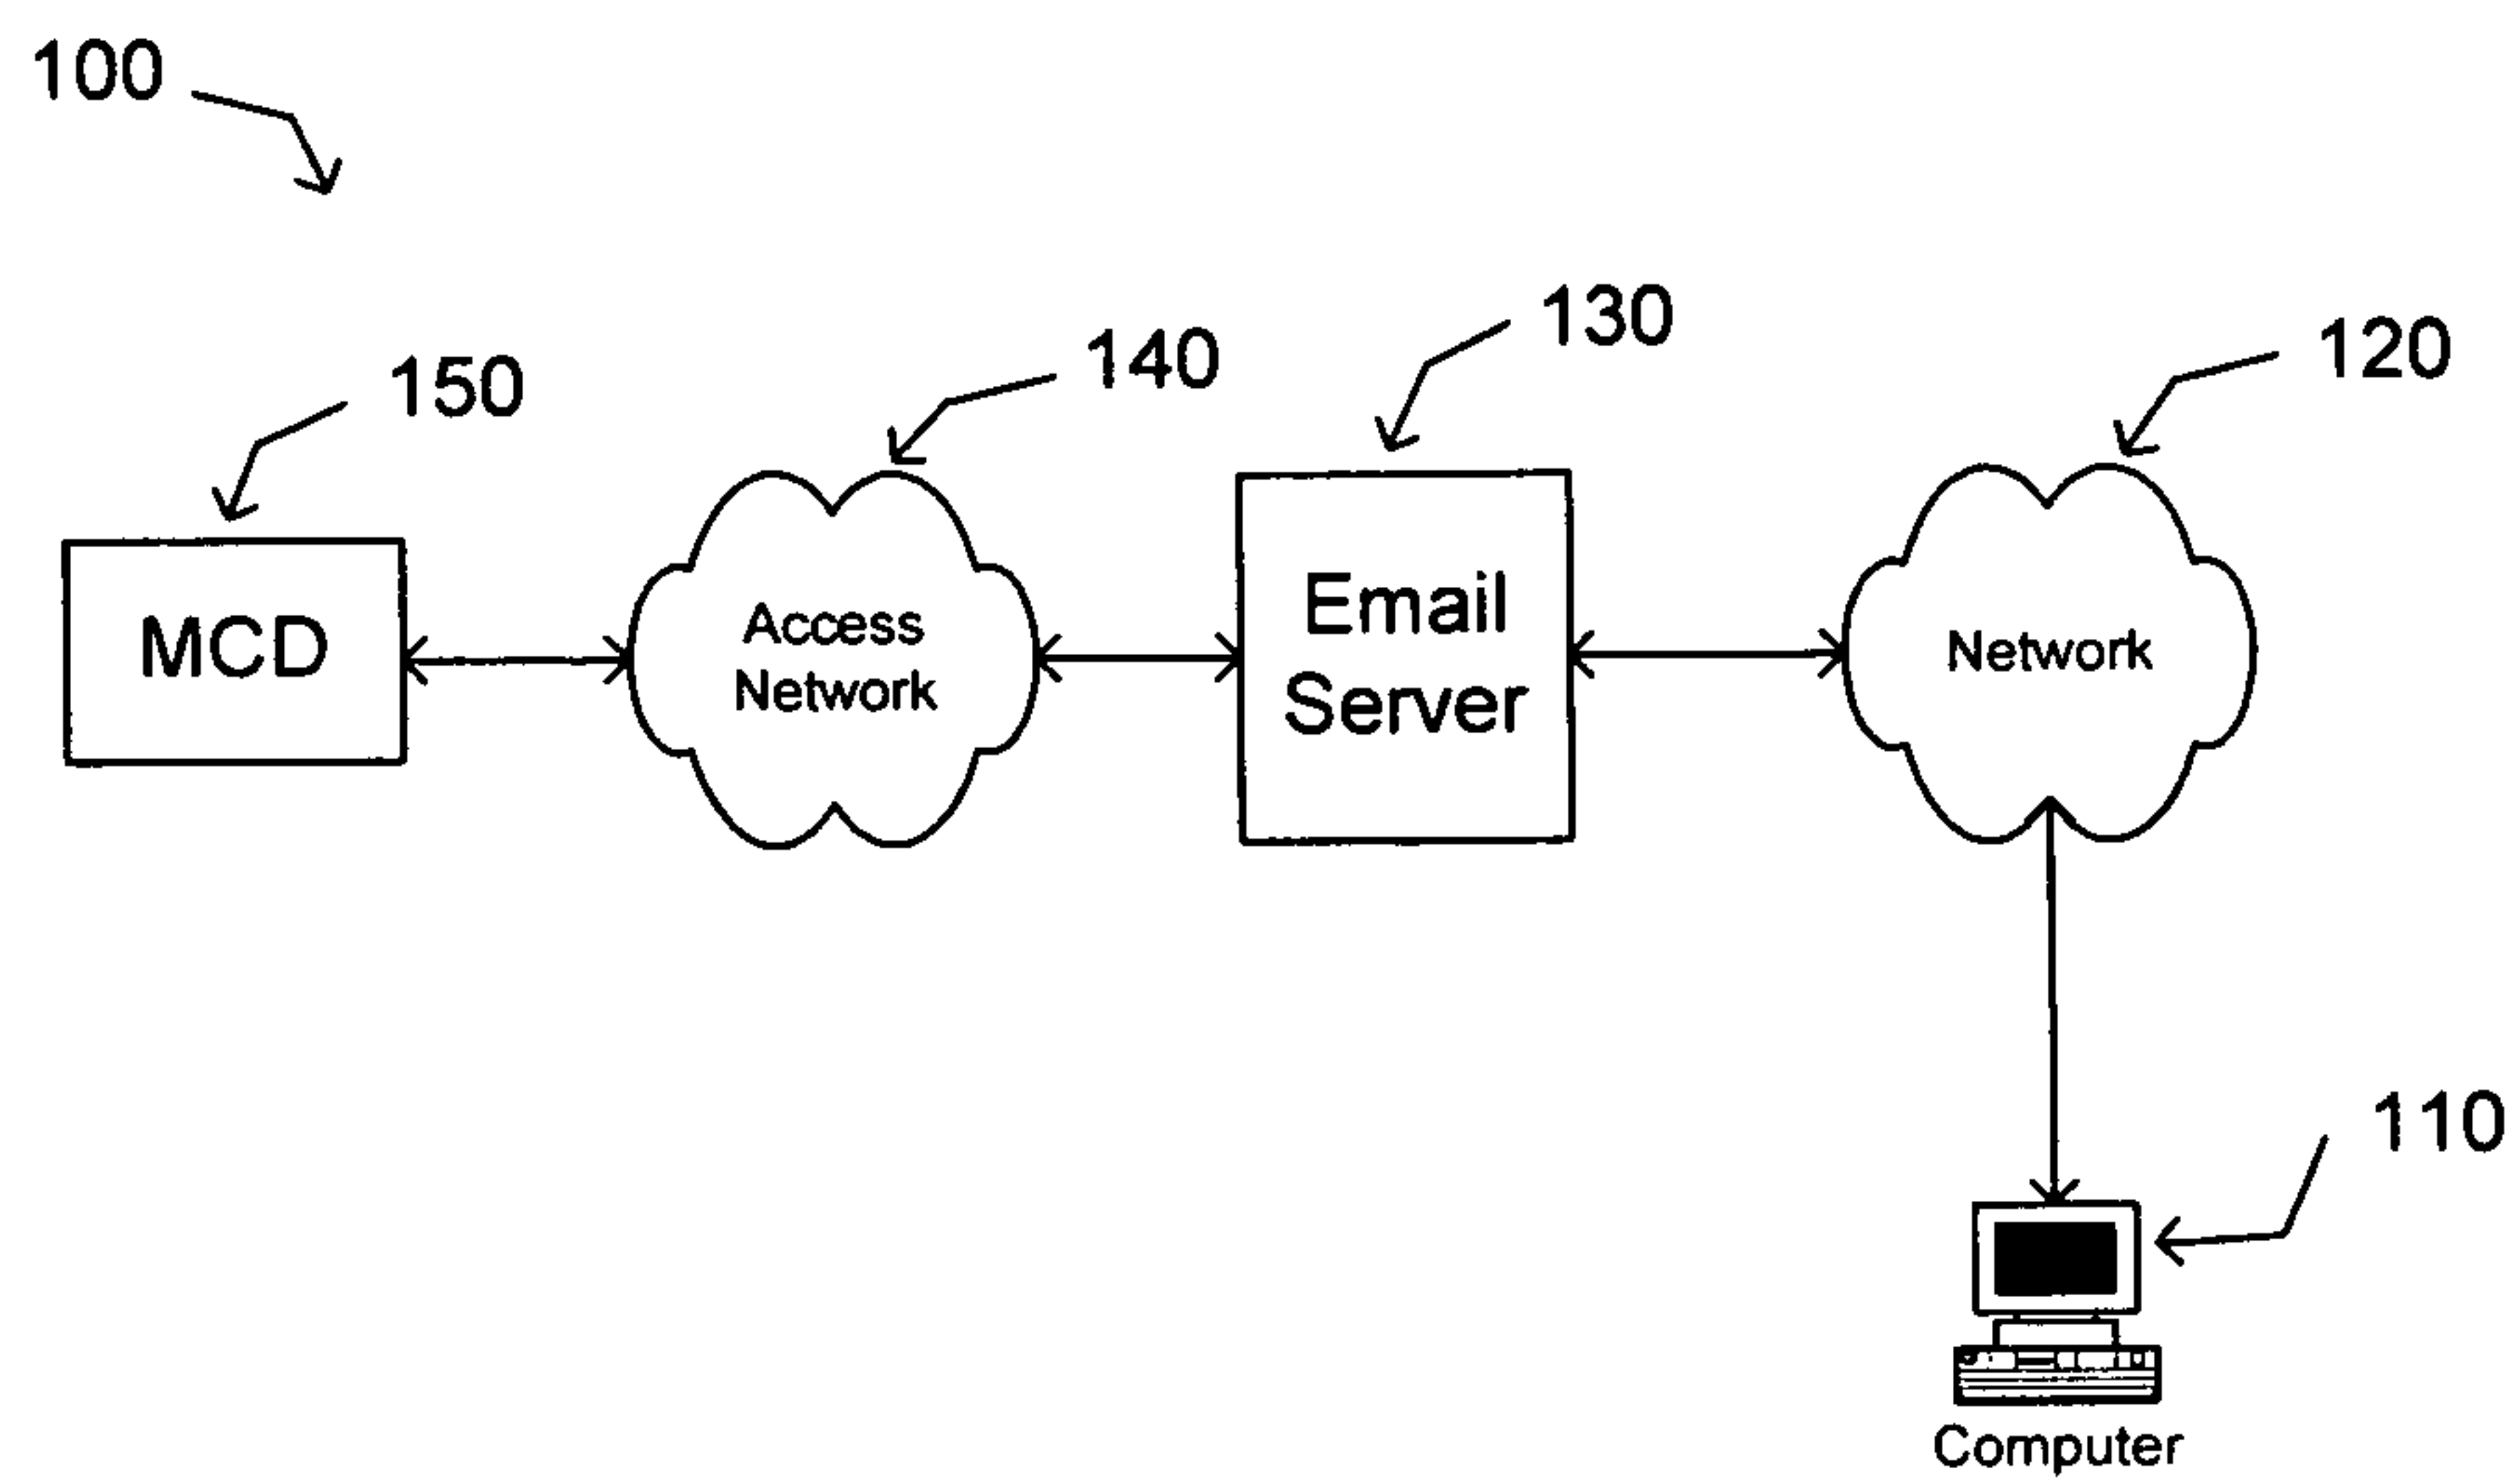 100
130
120
140
150
Email
Server
Access
Network
Network
MCD
110
Computer